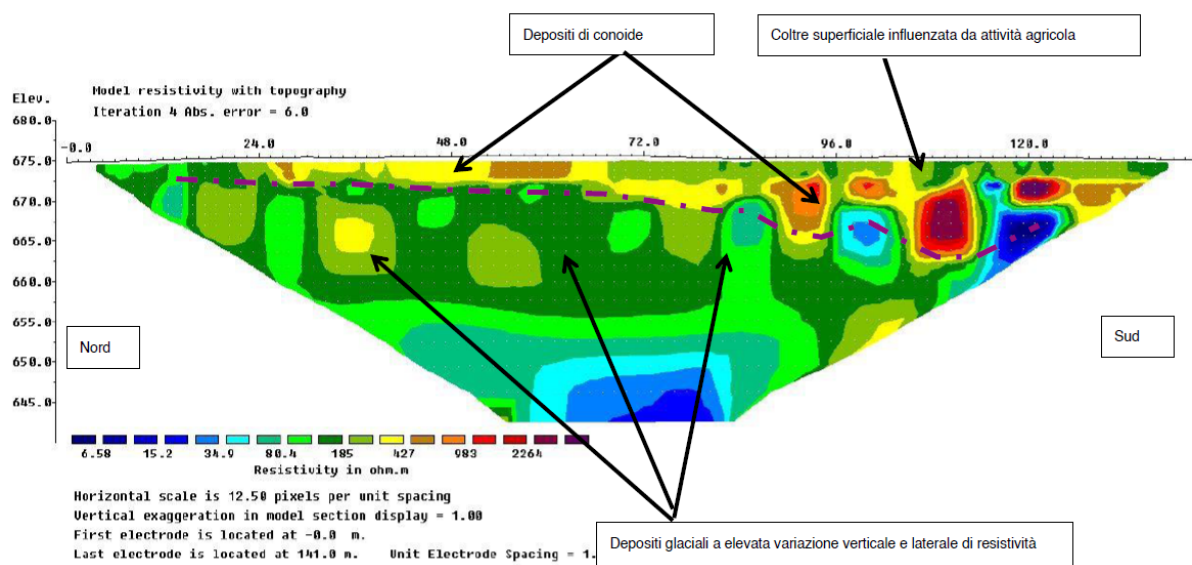 Depositi di conoide
Coltre superficiale influenzata da attività agricola
Model resistivity with topography
Iteration 4 Abs. error = 6.0
Elev.
680.0
675.0
670.0
665.0
660.0
655.0
650.0
645.0
-0.0 24.0 48.0 72.0 96.0 120.0
Nord
Sud
6.58 15.2 34.9 80.4 185 427 983 2264
Resistivity in ohm.m
Horizontal scale is 12.50 pixels per unit spacing
Vertical exaggeration in model section display = 1.00
First electrode is located at -0.0 m.
Last electrode is located at 141.0 m. Unit Electrode Spacing = 1.
Depositi glaciali a elevata variazione verticale e laterale di resistività